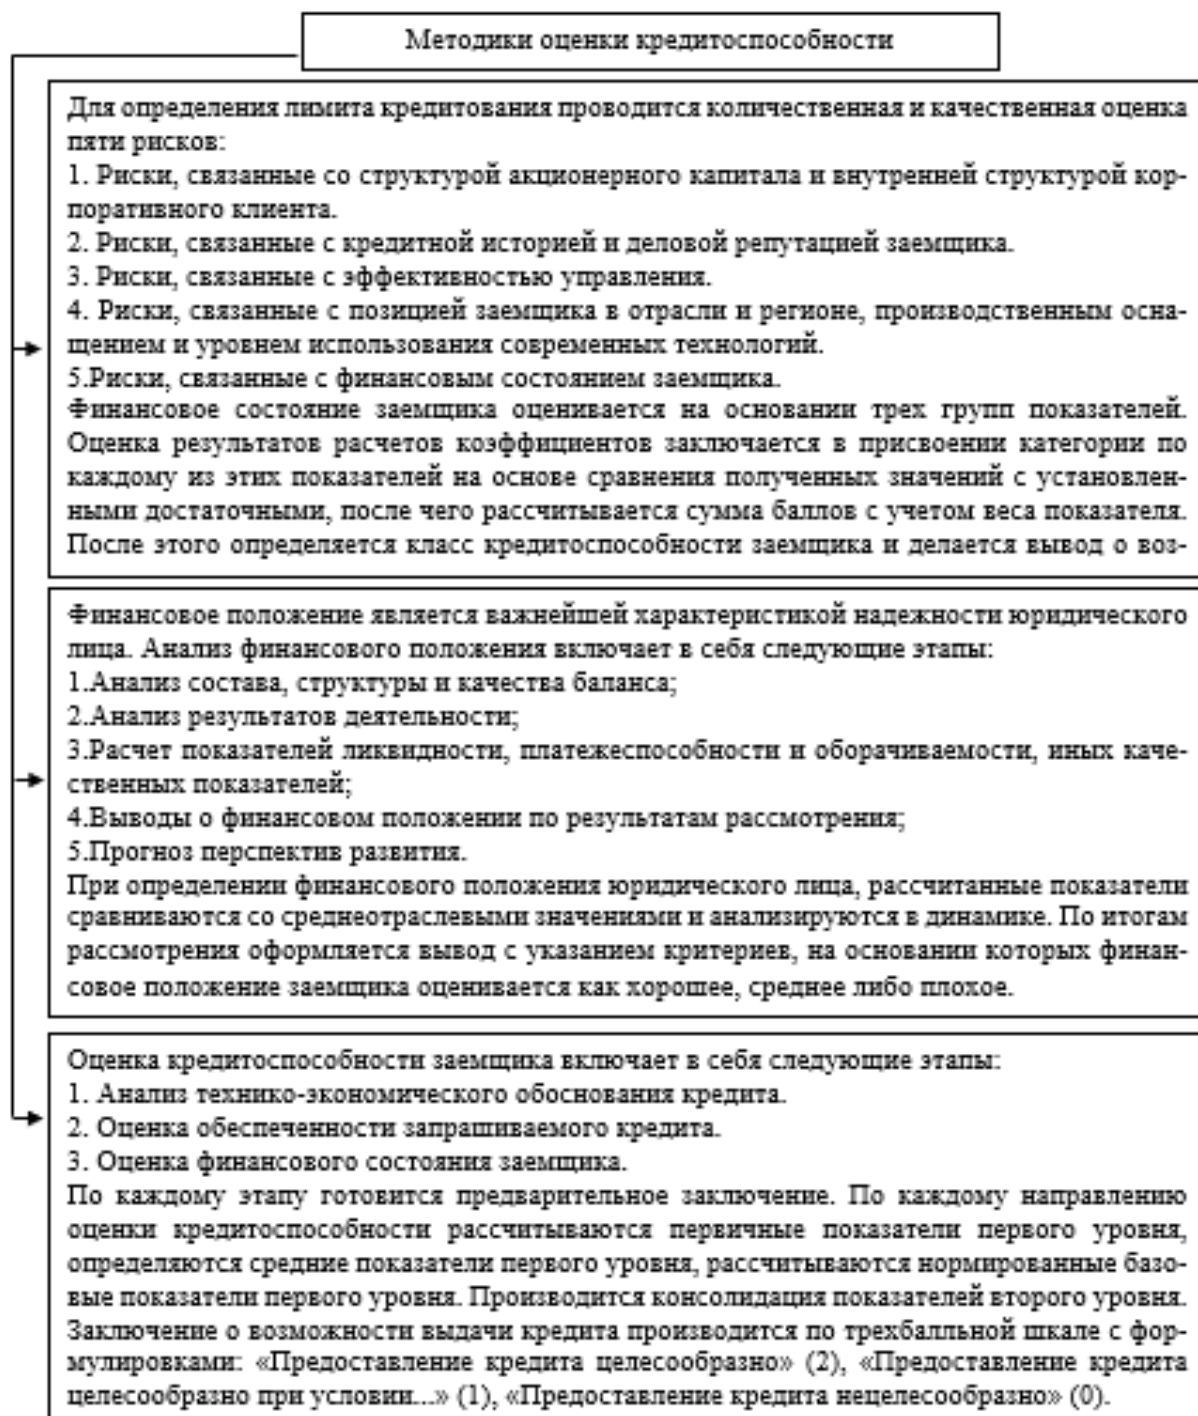 Методики оценки кредитоспособности
Для определения лимита кредитования проводится количественная и качественная оценка
пяти рисков:
1. Риски, связанные со структурой акционерного капитала и внутренней структурой кор-
поративного клиента.
2. Риски, связанные с кредитной историей и деловой репутацией заемщика.
3. Риски, связанные с эффективностью управления.
4. Риски, связанные с позицией заемщика в отрасли и регионе, производственным осна-
щением и уровнем использования современных технологий.
5.Риски, связанные с финансовым состоянием заемщика.
Финансовое состояние заемщика оценивается на основании трех групп показателей.
Оценка результатов расчетов коэффициентов заключается в присвоении категории по
каждому из этих показателей на основе сравнения полученных значений с установлен-
ными достаточными, после чего рассчитывается сумма баллов с учетом веса показателя.
После этого определяется класс кредитоспособности заемщика и делается вывод о воз-
Финансовое положение является важнейшей характеристикой надежности юридического
лица. Анализ финансового положения включает в себя следующие этапы:
1.Анализ состава, структуры и качества баланса;
2.Анализ результатов деятельности;
3.Расчет показателей ликвидности, платежеспособности и оборачиваемости, иных каче-
ственных показателей;
4.Выводы о финансовом положении по результатам рассмотрения;
5.Прогноз перспектив развития.
При определении финансового положения юридического лица, рассчитанные показатели
сравниваются со среднеотраслевыми значениями и анализируются в динамике. По итогам
рассмотрения оформляется вывод с указанием критериев, на основании которых финан-
совое положение заемщика оценивается как хорошее, среднее либо плохое.
Оценка кредитоспособности заемщика включает в себя следующие этапы:
1. Анализ технико-экономического обоснования кредита.
2. Оценка обеспеченности запрашиваемого кредита.
3. Оценка финансового состояния заемщика.
По каждому этапу готовится предварительное заключение. По каждому направлению
оценки кредитоспособности рассчитываются первичные показатели первого уровня,
определяются средние показатели первого уровня, рассчитываются нормированные базо-
вые показатели первого уровня. Производится консолидация показателей второго уровня.
Заключение о возможности выдачи кредита производится по трехбалльной шкале с фор-
мулировками: «Предоставление кредита целесообразно» (2), «Предоставление кредита
целесообразно при условии...» (1), «Предоставление кредита нецелесообразно» (0).